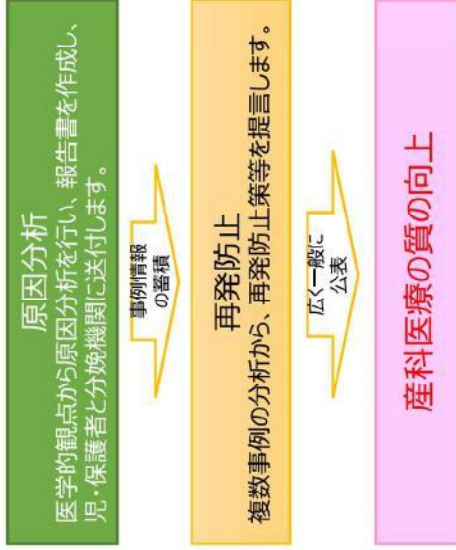 原因分析
医学的観点から原因分析を行い、報告書を作成し、
児・保護者と分娩機関に送付します。
事例情報
の蓄積
再発防止
複数事例の分析から、再発防止策等を提言します。
広く一般に
公表
産科医療の質の向上